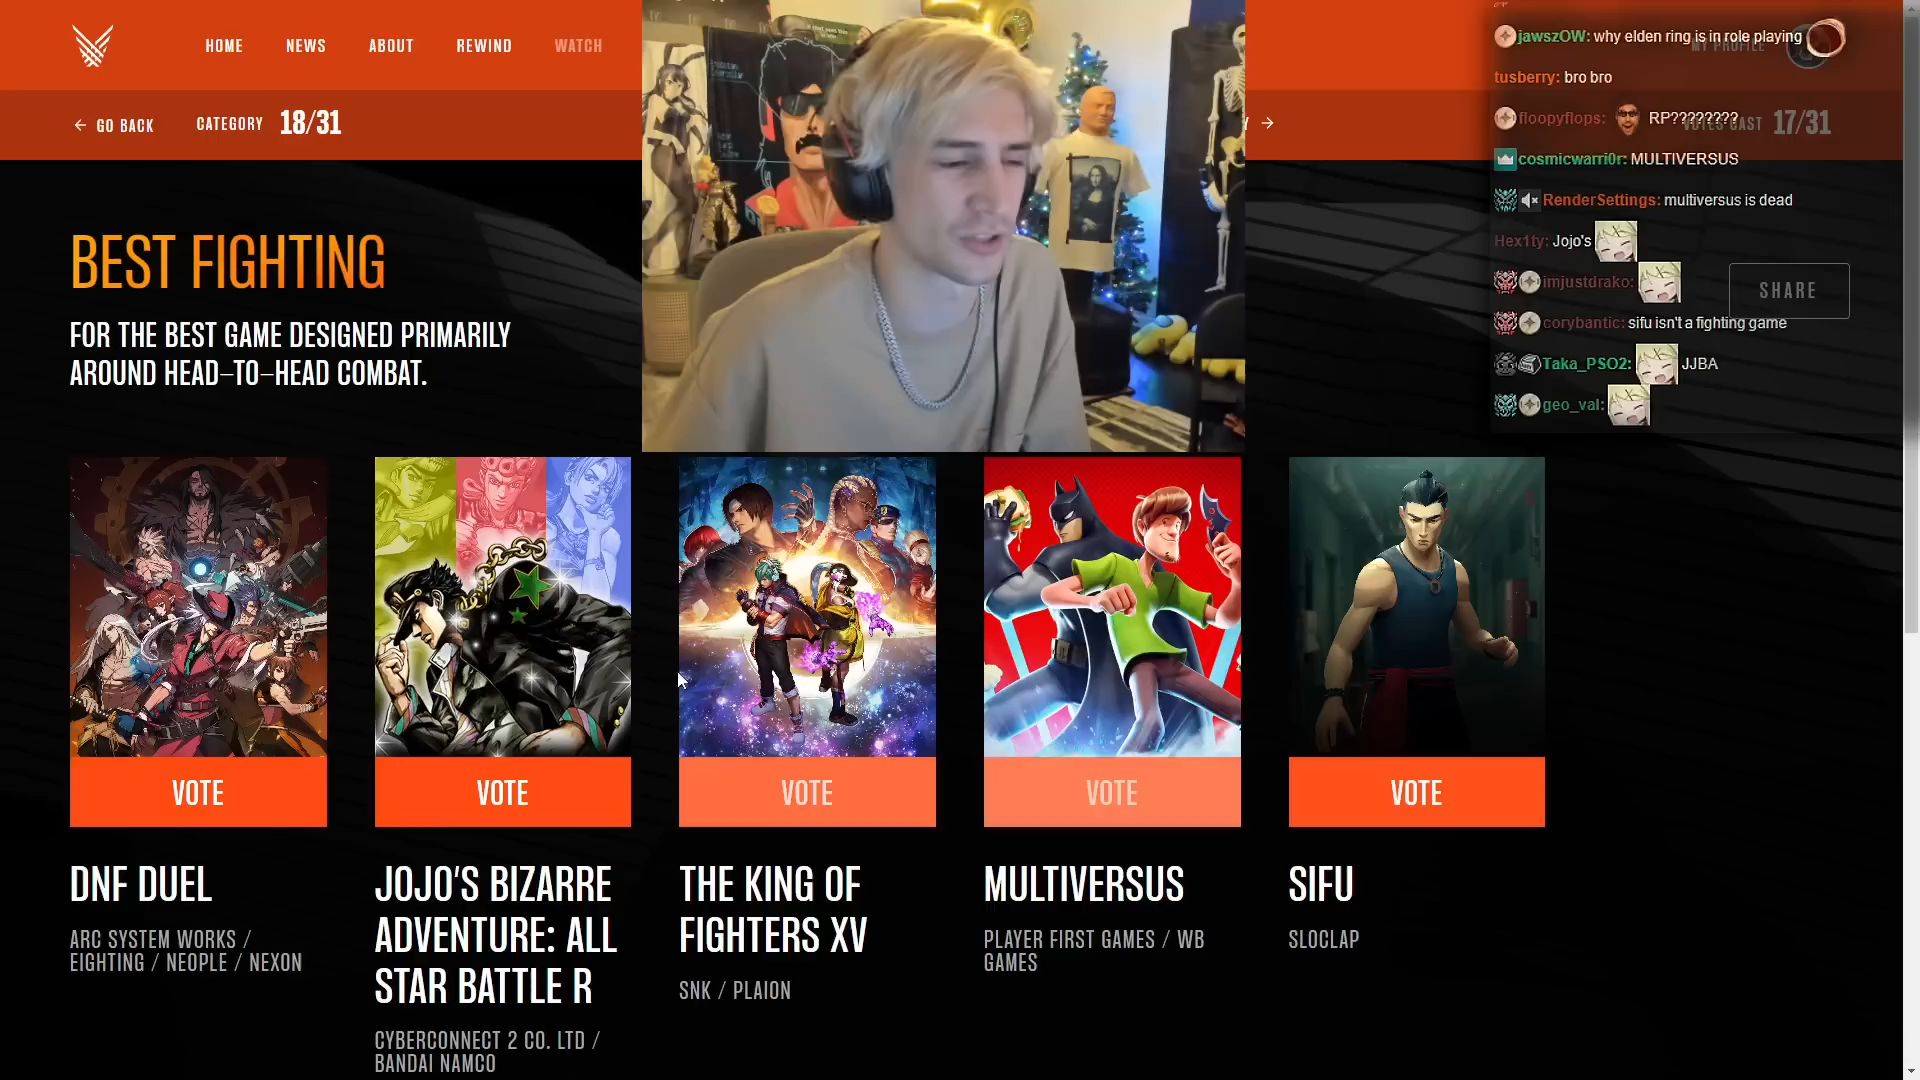 HOME
NEWS
ABOUT
REWIND
WATCH
MY PROFILE
← GO BACK
CATEGORY 18/31
→
VOTES CAST 17/31
BEST FIGHTING
FOR THE BEST GAME DESIGNED PRIMARILY
AROUND HEAD–TO–HEAD COMBAT.
jawszOW: why elden ring is in role playing
tusberry: bro bro
floopyflops: RP????????
cosmicwarri0r: MULTIVERSUS
RenderSettings: multiversus is dead
Hex1ty: Jojo's
imjustdrako:
corybantic: sifu isn't a fighting game
Taka_PSO2: JJBA
geo_val:
SHARE
VOTE
VOTE
VOTE
VOTE
VOTE
DNF DUEL
ARC SYSTEM WORKS /
EIGHTING / NEOPLE / NEXON
JOJO'S BIZARRE
ADVENTURE: ALL
STAR BATTLE R
CYBERCONNECT 2 CO. LTD /
BANDAI NAMCO
THE KING OF
FIGHTERS XV
SNK / PLAION
MULTIVERSUS
PLAYER FIRST GAMES / WB
GAMES
SIFU
SLOCLAP